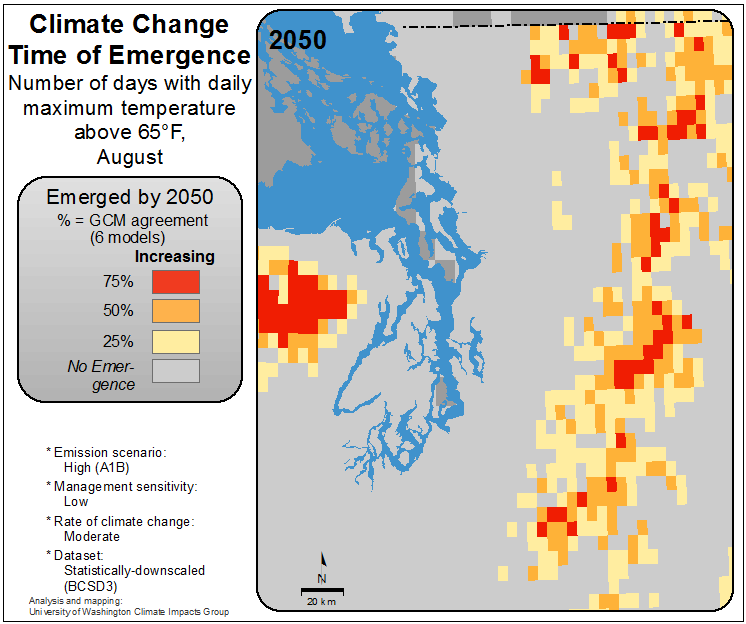 Climate Change
Time of Emergence
Number of days with daily
maximum temperature
above 65°F,
August
Emerged by 2050
% = GCM agreement
(6 models)
Increasing
75%
50%
25%
No Emer-
gence
* Emission scenario:
High (A1B)
* Management sensitivity:
Low
* Rate of climate change:
Moderate
* Dataset:
Statistically-downscaled
(BCSD3)
Analysis and mapping:
University of Washington Climate Impacts Group
2050
N
20 km